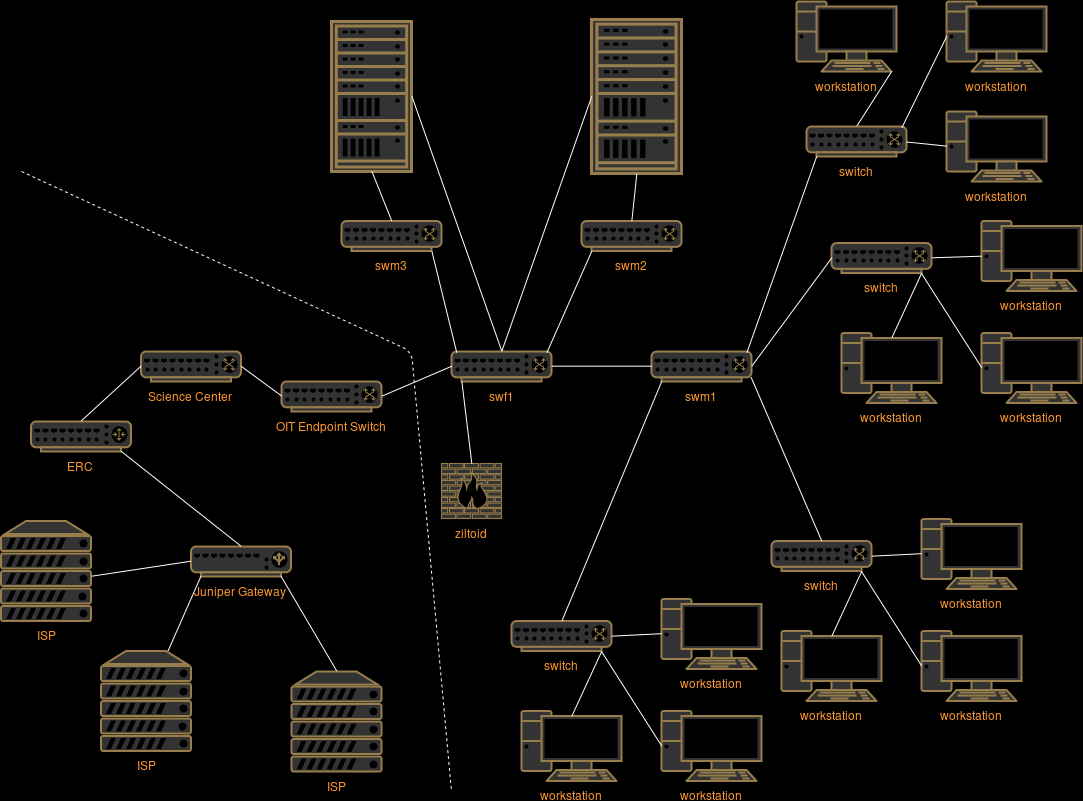 workstation
workstation
switch
workstation
swm3
swm2
switch
workstation
Science Center
swf1
swm1
OIT Endpoint Switch
workstation
workstation
ERC
ziltoid
Juniper Gateway
switch
workstation
ISP
switch
workstation
workstation
workstation
ISP
ISP
workstation
workstation